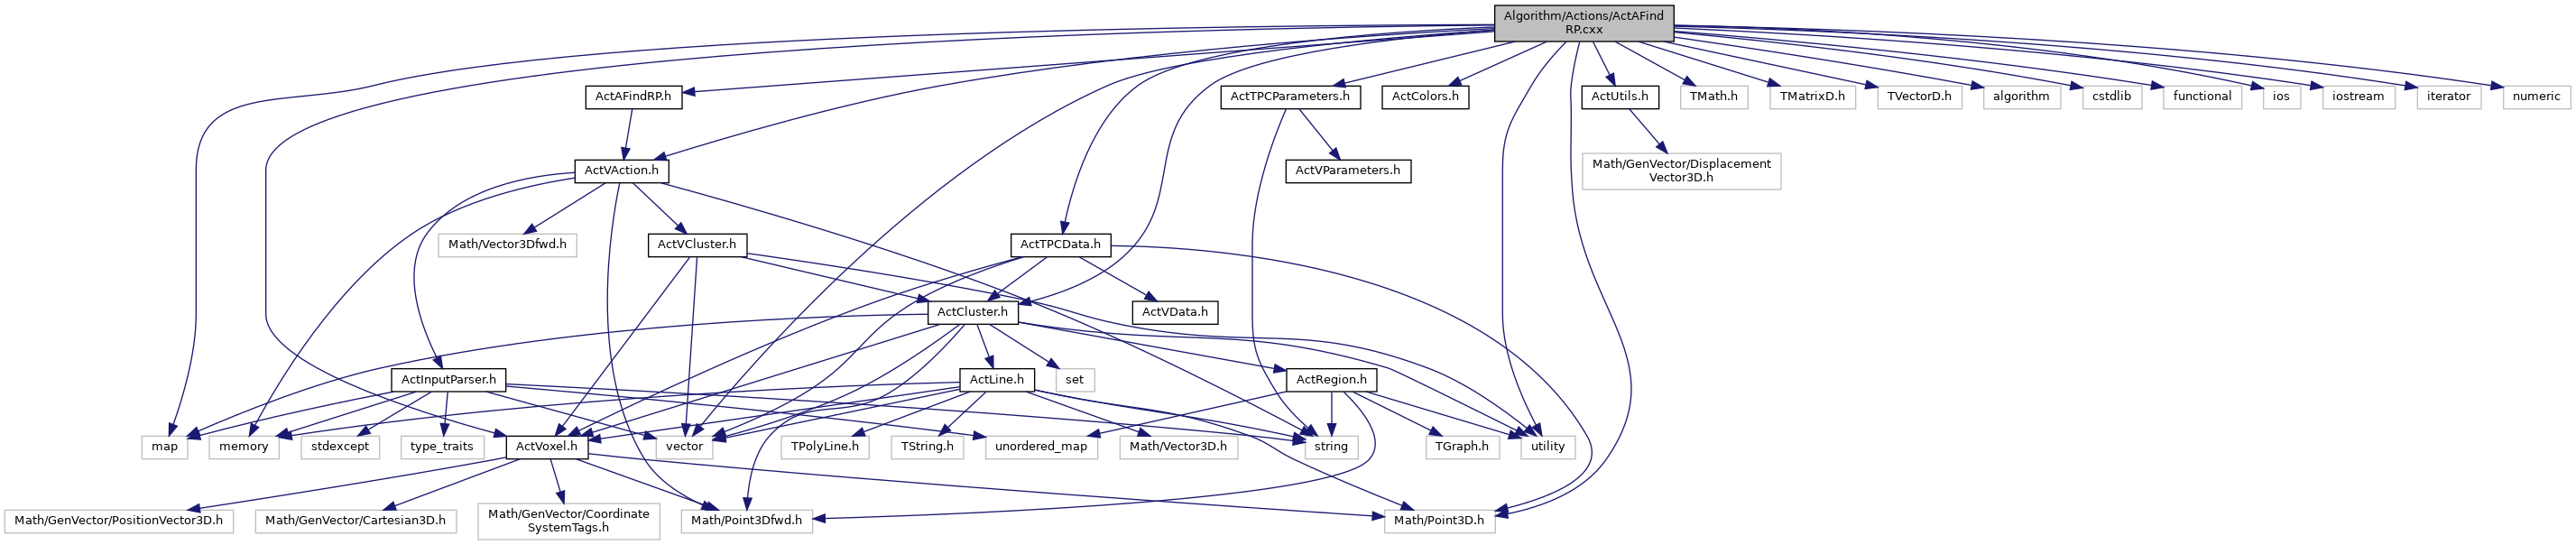 Algorithm/Actions/ActAFind
RP.cxx
ActAFindRP.h
ActTPCParameters.h
ActColors.h
ActUtils.h
TMath.h
TMatrixD.h
TVectorD.h
algorithm
cstdlib
functional
ios
iostream
iterator
numeric
ActVAction.h
ActVParameters.h
Math/GenVector/Displacement
Vector3D.h
Math/Vector3Dfwd.h
ActVCluster.h
ActTPCData.h
ActCluster.h
ActVData.h
ActInputParser.h
ActLine.h
set
ActRegion.h
map
memory
stdexcept
type_traits
ActVoxel.h
vector
TPolyLine.h
TString.h
unordered_map
Math/Vector3D.h
string
TGraph.h
utility
Math/GenVector/PositionVector3D.h
Math/GenVector/Cartesian3D.h
Math/GenVector/Coordinate
SystemTags.h
Math/Point3Dfwd.h
Math/Point3D.h